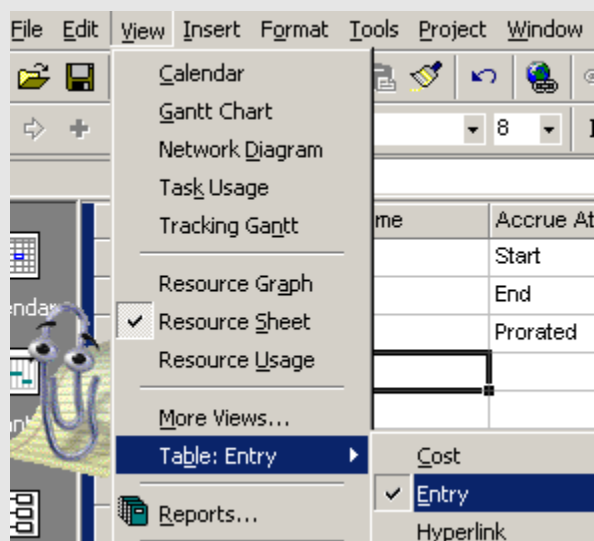 File Edit View Insert Format Tools Project Window
Calendar
Gantt Chart
Network Diagram
8
Task Usage
Tracking Gantt
Accrue At
Start
Resource Graph
End
Resource Sheet
Prorated
Resource Usage
More Views...
Table: Entry
Cost
Entry
Reports...
Hyperlink